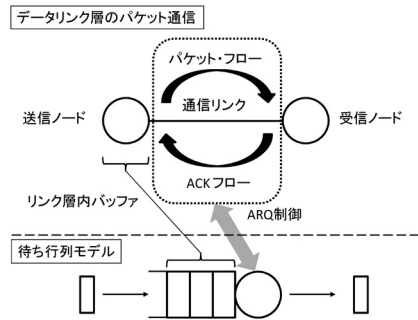 データリンク層のパケット通信
パケット・フロー
送信ノード
通信リンク
受信ノード
ACKフロー
リンク層内バッファ
ARQ制御
待ち行列モデル